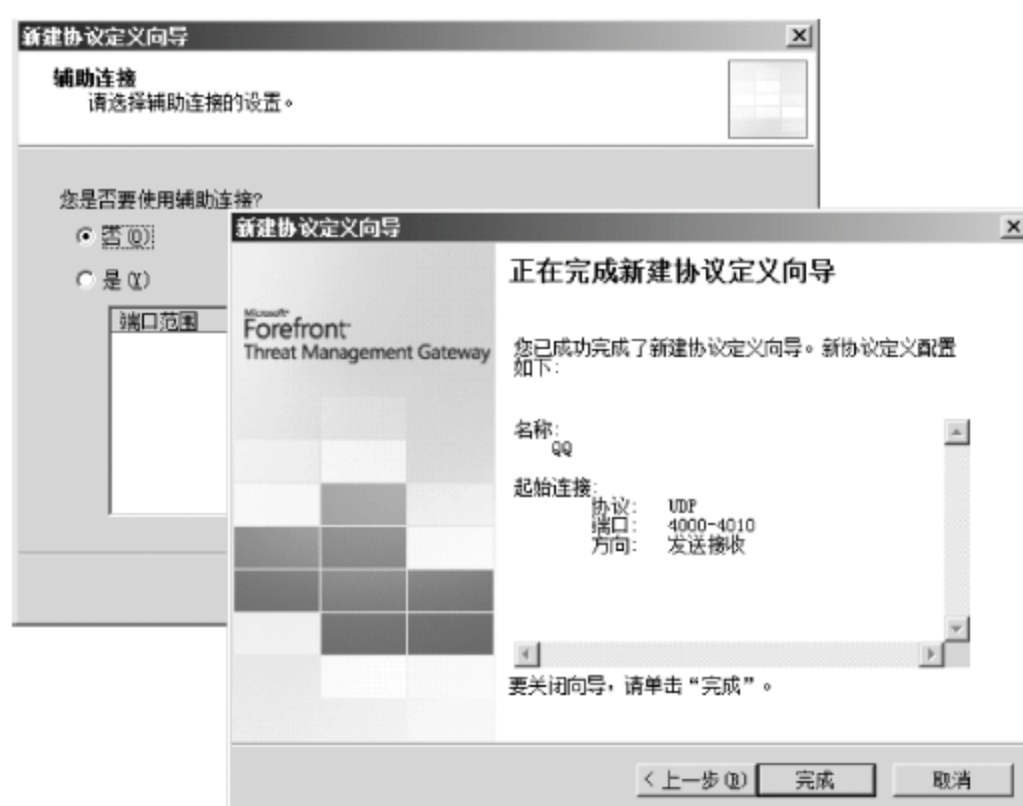 新建协议定义向导
辅助连接
请选择辅助连接的设置。
您是否要使用辅助连接?
否(O)
是(Y)
端口范围
新建协议定义向导
Microsoft
Forefront
Threat Management Gateway
正在完成新建协议定义向导
您已成功完成了新建协议定义向导。新协议定义配置
如下:
名称:
QQ
起始连接:
协议: UDP
端口: 4000-4010
方向: 发送接收
要关闭向导,请单击“完成”。
<上一步(B)
完成
取消